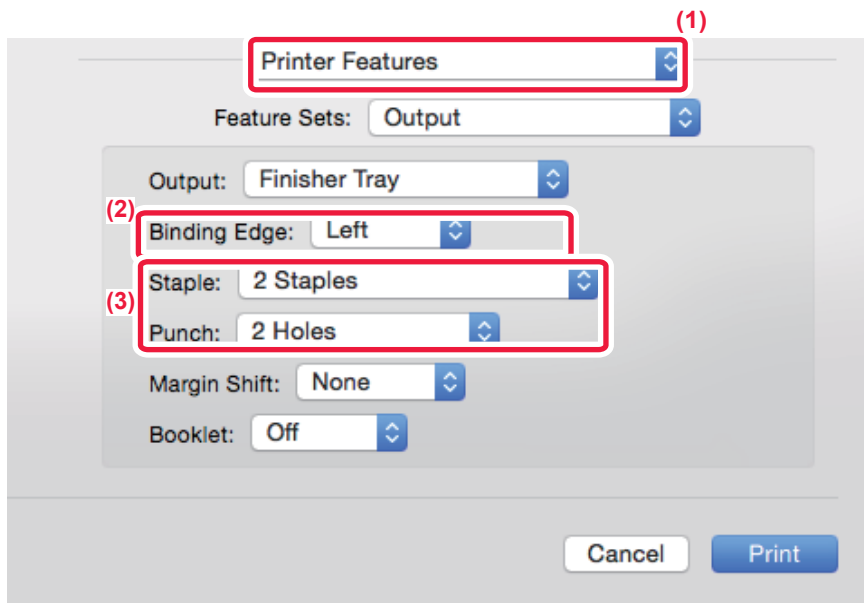 (1)
Printer Features
Feature Sets: Output
Output: Finisher Tray
(2)
Binding Edge: Left
Staple: 2 Staples
(3)
Punch: 2 Holes
Margin Shift: None
Booklet: Off
Cancel Print